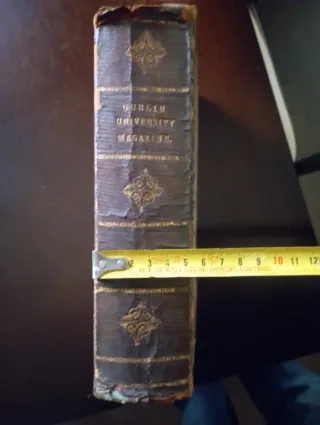 DUBLIN
UNIVERSITY
MAGAZINE.
2 3 4 5 6 7 8 9 10 11 12